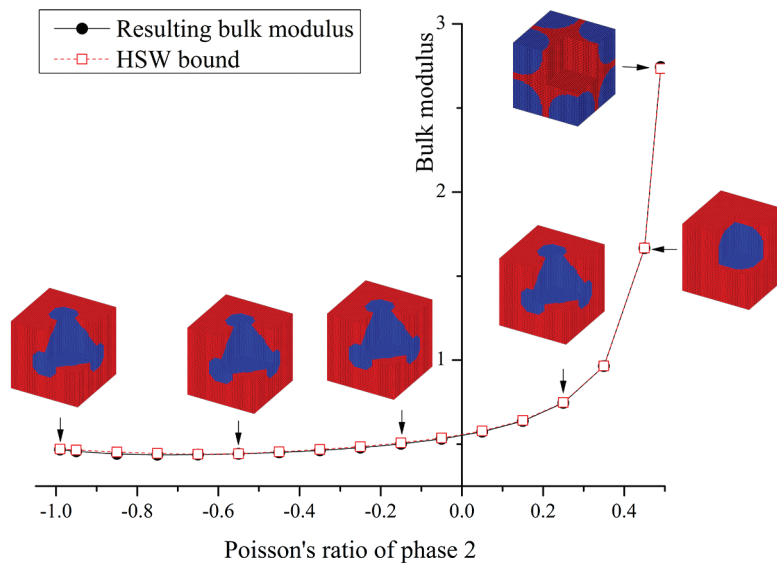 Resulting bulk modulus
HSW bound
Bulk modulus
3
2
1
-1.0 -0.8 -0.6 -0.4 -0.2 0.0 0.2 0.4
Poisson's ratio of phase 2